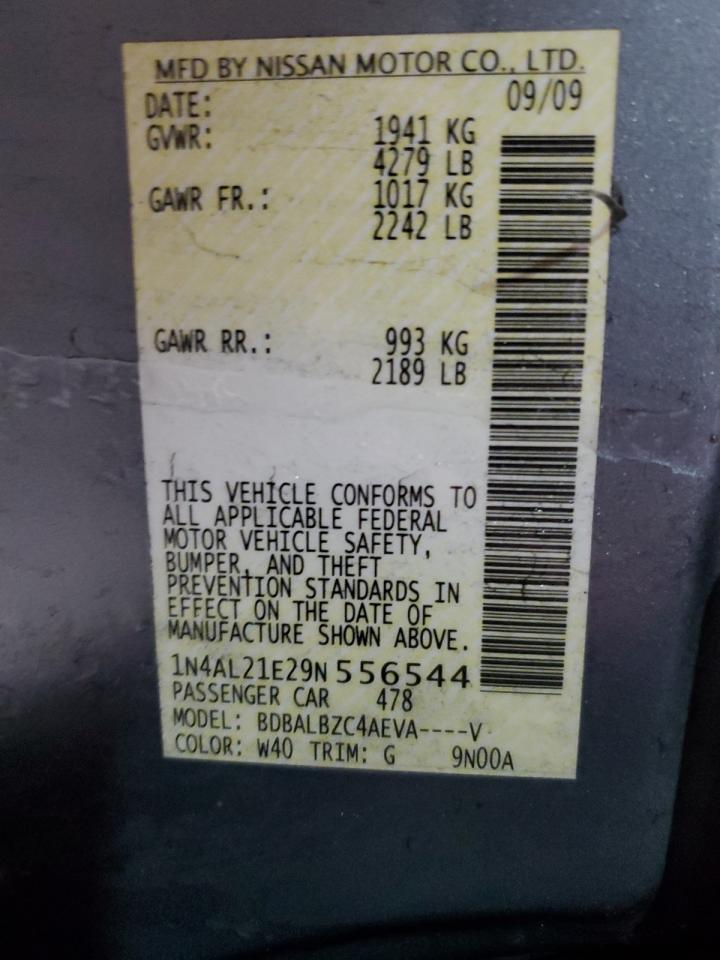 MFD BY NISSAN MOTOR CO., LTD.
DATE: 09/09
GVWR: 1941 KG
4279 LB
GAWR FR.: 1017 KG
2242 LB
GAWR RR.: 993 KG
2189 LB
THIS VEHICLE CONFORMS TO
ALL APPLICABLE FEDERAL
MOTOR VEHICLE SAFETY,
BUMPER, AND THEFT
PREVENTION STANDARDS IN
EFFECT ON THE DATE OF
MANUFACTURE SHOWN ABOVE.
1N4AL21E29N 556544
PASSENGER CAR 478
MODEL: BDBALBZC4AEVA----V
COLOR: W40 TRIM: G 9N00A